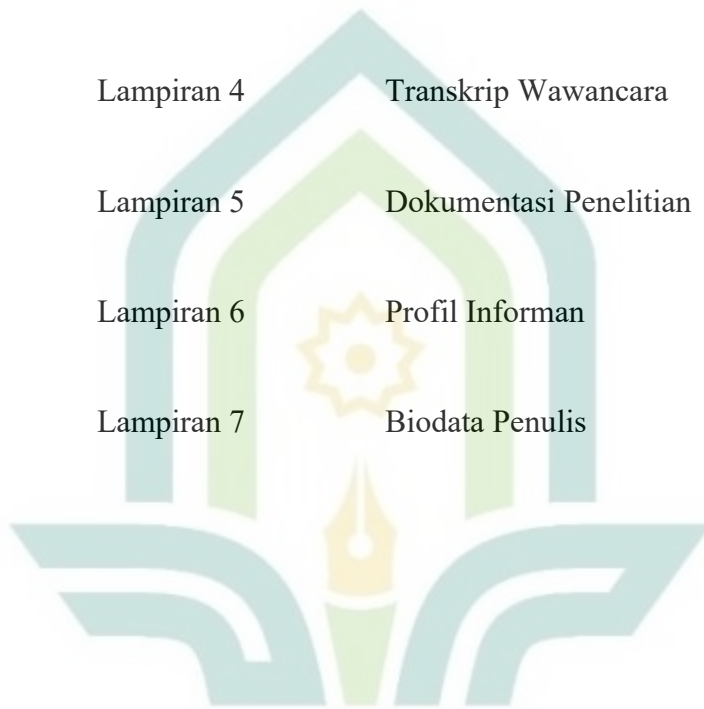 Lampiran 4 Transkrip Wawancara
Lampiran 5 Dokumentasi Penelitian
Lampiran 6 Profil Informan
Lampiran 7 Biodata Penulis